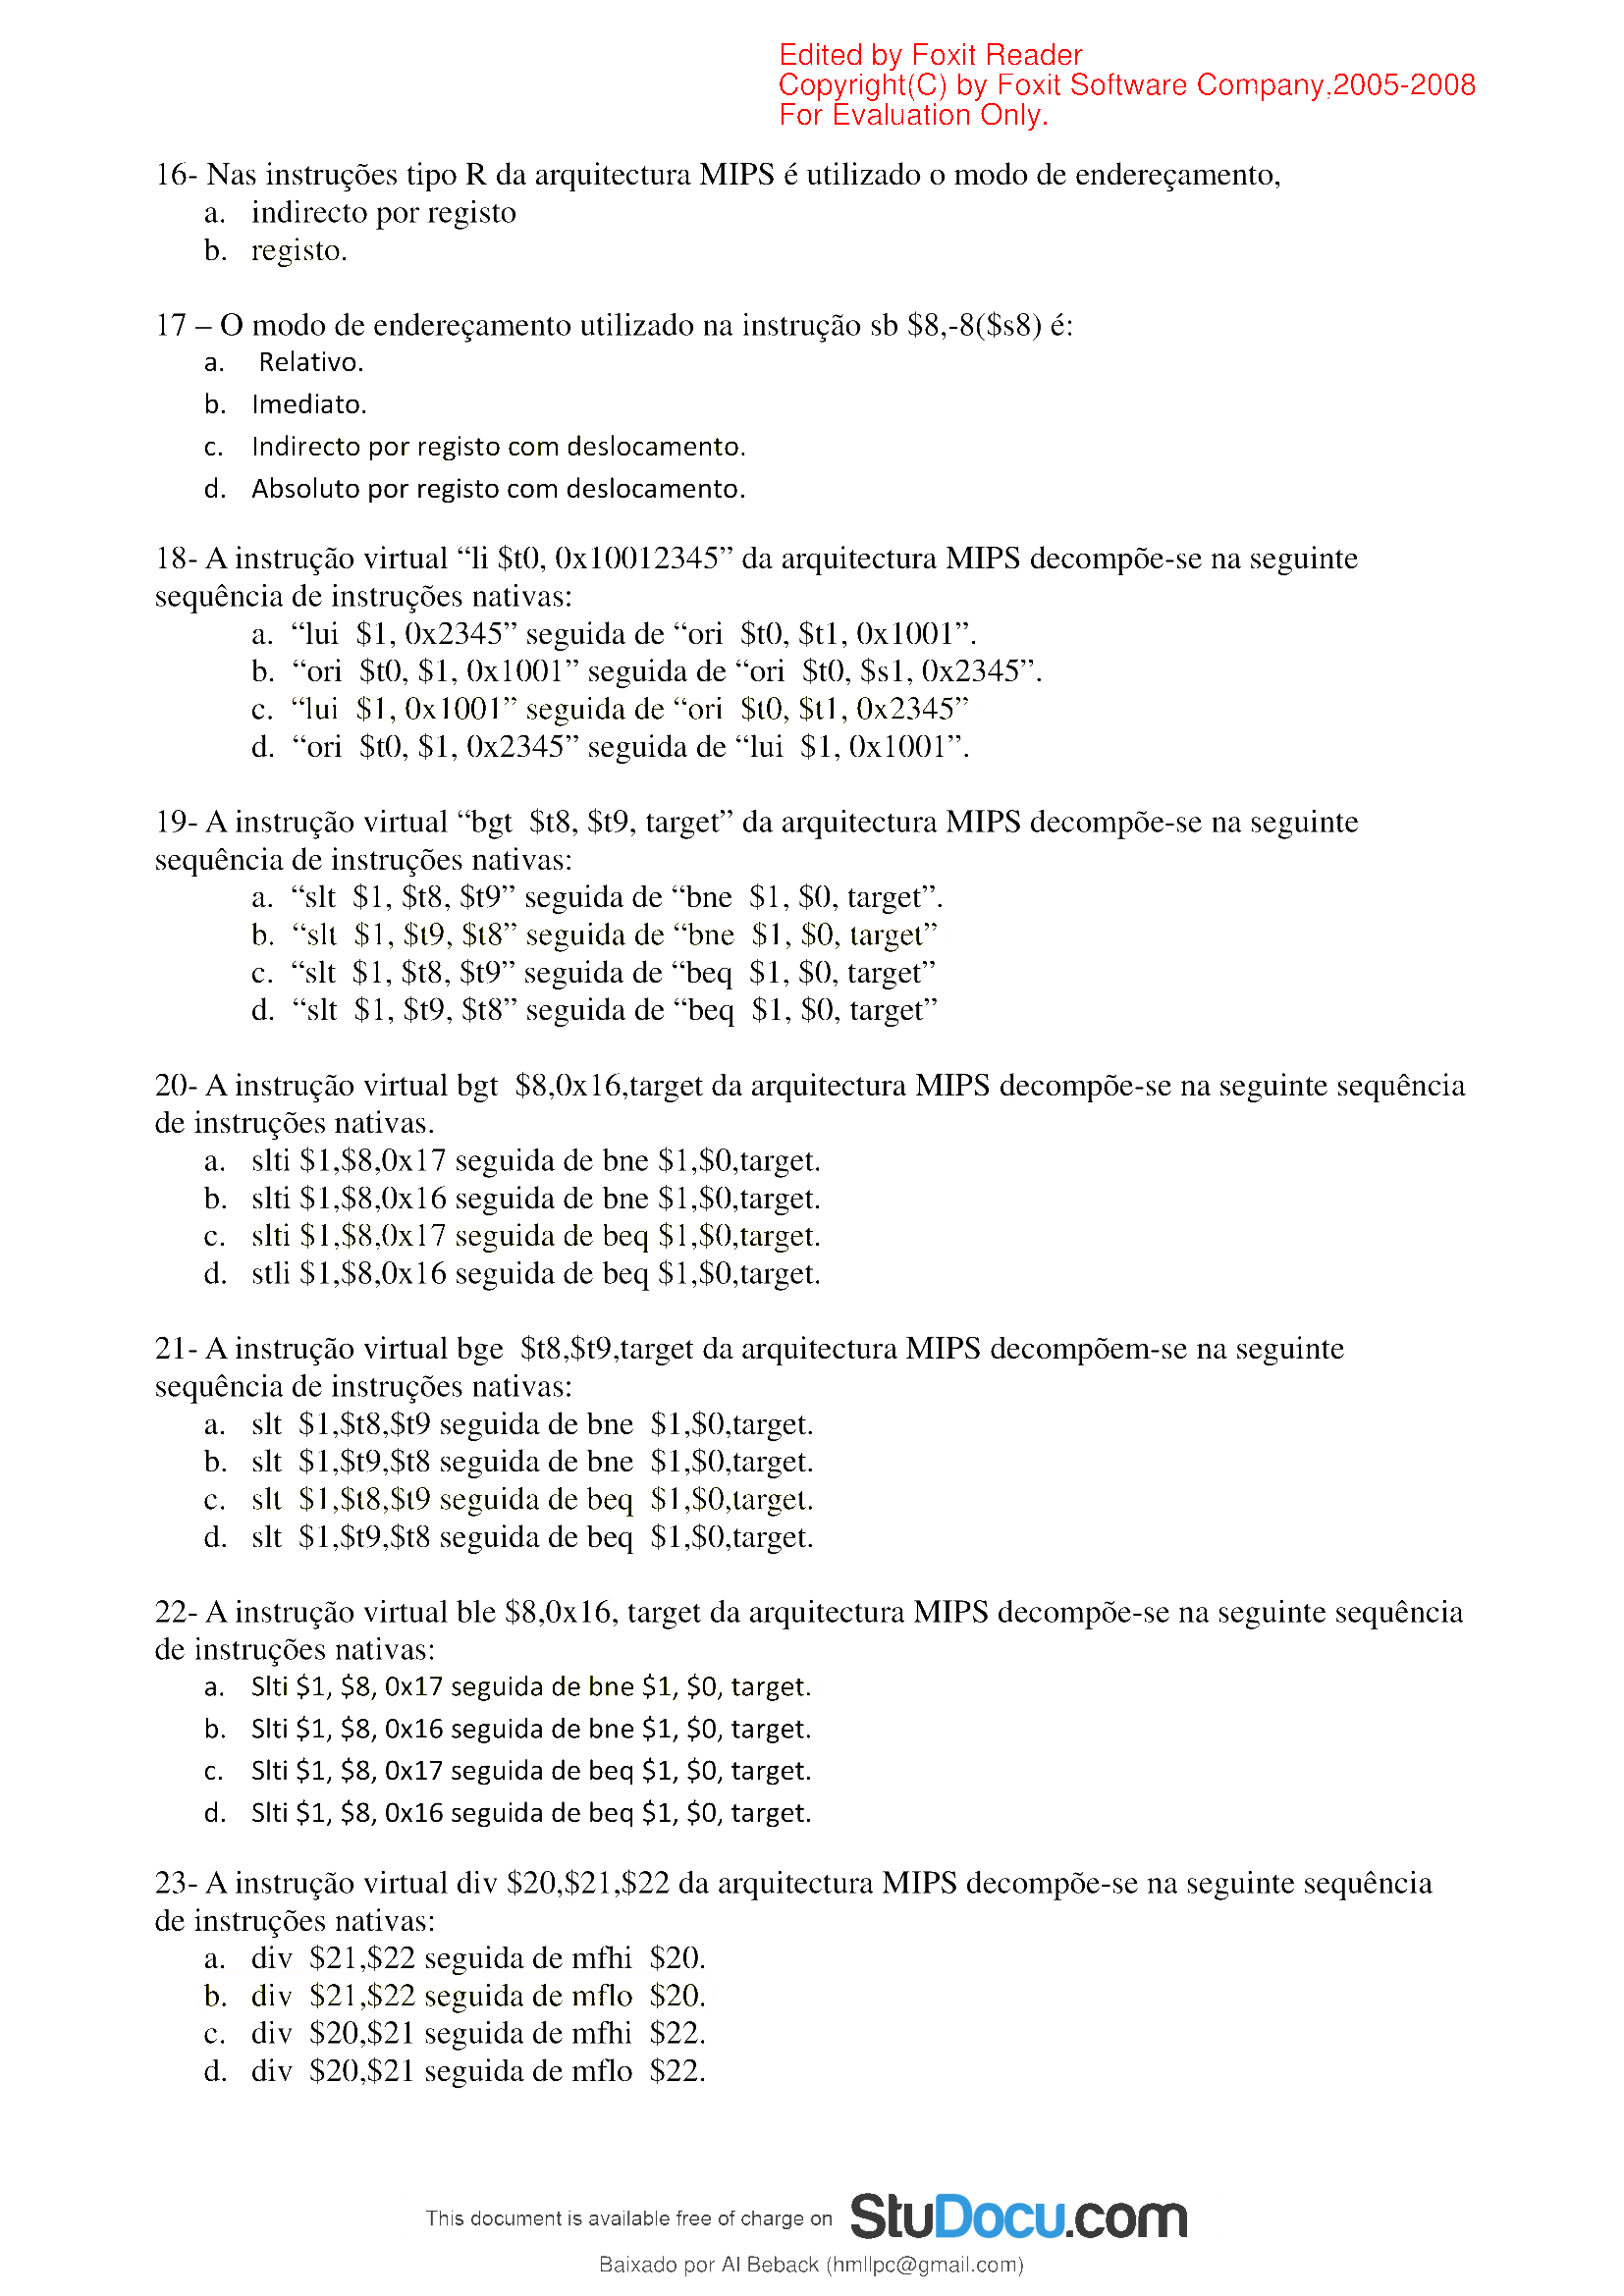 Edited by Foxit Reader
Copyright(C) by Foxit Software Company,2005-2008
For Evaluation Only.
16- Nas instruções tipo R da arquitectura MIPS é utilizado o modo de endereçamento,
a. indirecto por registo
b. registo.
17 – O modo de endereçamento utilizado na instrução sb $8,-8($s8) é:
a. Relativo.
b. Imediato.
c. Indirecto por registo com deslocamento.
d. Absoluto por registo com deslocamento.
18- A instrução virtual “li $t0, 0x10012345” da arquitectura MIPS decompõe-se na seguinte
sequência de instruções nativas:
a. “lui $1, 0x2345” seguida de “ori $t0, $t1, 0x1001”.
b. “ori $t0, $1, 0x1001” seguida de “ori $t0, $s1, 0x2345”.
c. “lui $1, 0x1001” seguida de “ori $t0, $t1, 0x2345”
d. “ori $t0, $1, 0x2345” seguida de “lui $1, 0x1001”.
19- A instrução virtual “bgt $t8, $t9, target” da arquitectura MIPS decompõe-se na seguinte
sequência de instruções nativas:
a. “slt $1, $t8, $t9” seguida de “bne $1, $0, target”.
b. “slt $1, $t9, $t8” seguida de “bne $1, $0, target”
c. “slt $1, $t8, $t9” seguida de “beq $1, $0, target”
d. “slt $1, $t9, $t8” seguida de “beq $1, $0, target”
20- A instrução virtual bgt $8,0x16,target da arquitectura MIPS decompõe-se na seguinte sequência
de instruções nativas.
a. slti $1,$8,0x17 seguida de bne $1,$0,target.
b. slti $1,$8,0x16 seguida de bne $1,$0,target.
c. slti $1,$8,0x17 seguida de beq $1,$0,target.
d. stli $1,$8,0x16 seguida de beq $1,$0,target.
21- A instrução virtual bge $t8,$t9,target da arquitectura MIPS decompõem-se na seguinte
sequência de instruções nativas:
a. slt $1,$t8,$t9 seguida de bne $1,$0,target.
b. slt $1,$t9,$t8 seguida de bne $1,$0,target.
c. slt $1,$t8,$t9 seguida de beq $1,$0,target.
d. slt $1,$t9,$t8 seguida de beq $1,$0,target.
22- A instrução virtual ble $8,0x16, target da arquitectura MIPS decompõe-se na seguinte sequência
de instruções nativas:
a. Slti $1, $8, 0x17 seguida de bne $1, $0, target.
b. Slti $1, $8, 0x16 seguida de bne $1, $0, target.
c. Slti $1, $8, 0x17 seguida de beq $1, $0, target.
d. Slti $1, $8, 0x16 seguida de beq $1, $0, target.
23- A instrução virtual div $20,$21,$22 da arquitectura MIPS decompõe-se na seguinte sequência
de instruções nativas:
a. div $21,$22 seguida de mfhi $20.
b. div $21,$22 seguida de mflo $20.
c. div $20,$21 seguida de mfhi $22.
d. div $20,$21 seguida de mflo $22.
This document is available free of charge on StuDocu.com
Baixado por Al Beback (hmllpc@gmail.com)